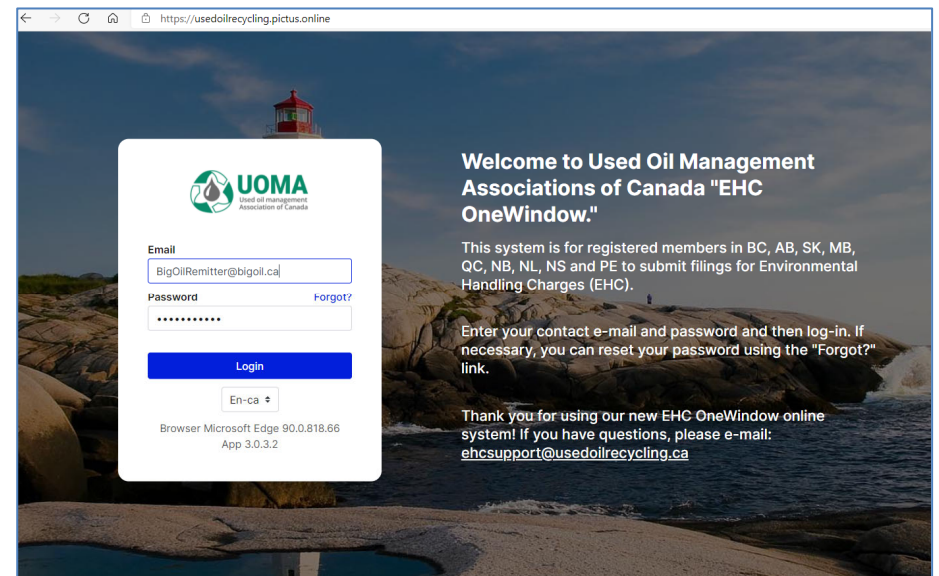 https://usedoilrecycling.pictus.online
UOMA
Used oil management
Association of Canada
Email
BigOilRemitter@bigoil.ca
Password Forgot?
•••••••••••
Login
En-ca
Browser Microsoft Edge 90.0.818.66
App 3.0.3.2
Welcome to Used Oil Management
Associations of Canada "EHC
OneWindow."
This system is for registered members in BC, AB, SK, MB,
QC, NB, NL, NS and PE to submit filings for Environmental
Handling Charges (EHC).
Enter your contact e-mail and password and then log-in. If
necessary, you can reset your password using the "Forgot?"
link.
Thank you for using our new EHC OneWindow online
system! If you have questions, please e-mail:
ehcsupport@usedoilrecycling.ca